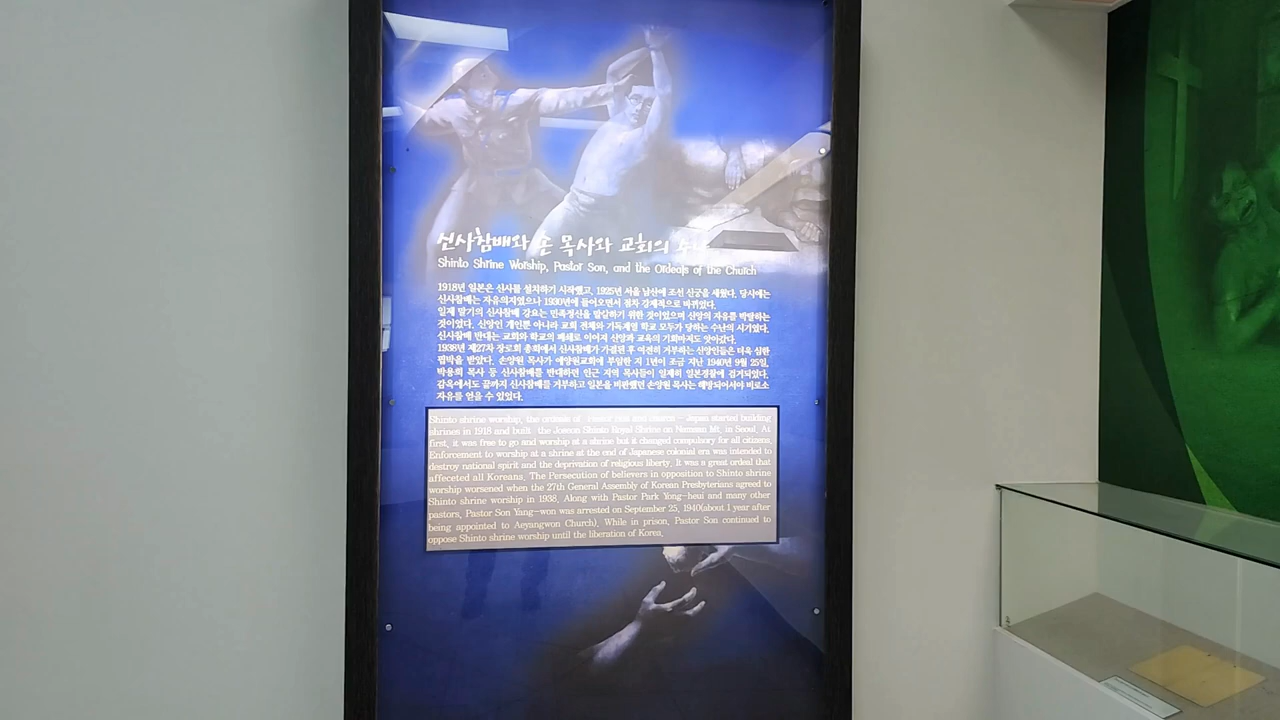 신사참배와 손 목사와 교회의 수난
Shinto Shrine Worship, Pastor Son, and the Ordeals of the Church
1918년 일본은 신사를 설치하기 시작했고, 1925년 서울 남산에 조선 신궁을 세웠다. 당시에는
신사참배는 자유의지였으나 1930년에 들어오면서 점차 강제적으로 바뀌었다.
일제 말기의 신사참배 강요는 민족정신을 말살하기 위한 것이었으며 신앙의 자유를 박탈하는
것이었다. 신앙인 개인뿐 아니라 교회 전체와 기독계열 학교 모두가 당하는 수난의 시기였다.
신사참배 반대는 교회와 학교의 폐쇄로 이어져 신앙과 교육의 기회마저도 앗아갔다.
1938년 제27차 장로회 총회에서 신사참배가 가결된 후 여전히 거부하는 신앙인들은 더욱 심한
핍박을 받았다. 손양원 목사가 애양원교회에 부임한 지 1년이 조금 지난 1940년 9월 25일,
박용희 목사 등 신사참배를 반대하던 인근 지역 목사들이 일제히 일본경찰에 검거되었다.
감옥에서도 끝까지 신사참배를 거부하고 일본을 비판했던 손양원 목사는 해방되어서야 비로소
자유를 얻을 수 있었다.
Shinto shrine worship, the ordeals of Pastor Son and church - Japan started building
shrines in 1918 and built the Joseon Shinto Royal Shrine on Namsan Mt. in Seoul. At
first, it was free to go and worship at a shrine but it changed compulsory for all citizens.
Enforcement to worship at a shrine at the end of Japanese colonial era was intended to
destroy national spirit and the deprivation of religious liberty. It was a great ordeal that
affeceted all Koreans. The Persecution of believers in opposition to Shinto shrine
worship worsened when the 27th General Assembly of Korean Presbyterians agreed to
Shinto shrine worship in 1938. Along with Pastor Park Yong-heui and many other
pastors, Pastor Son Yang-won was arrested on September 25, 1940(about 1 year after
being appointed to Aeyangwon Church). While in prison, Pastor Son continued to
oppose Shinto shrine worship until the liberation of Korea.